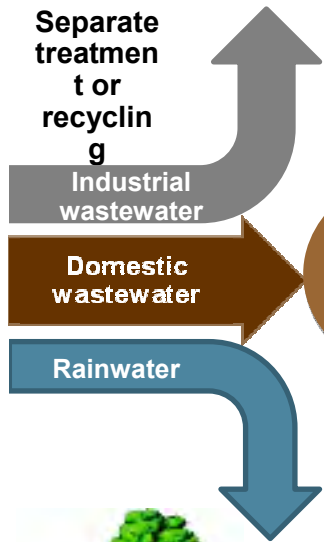 Separate
treatmen
t or
recyclin
g
Industrial
wastewater
Domestic
wastewater
Rainwater